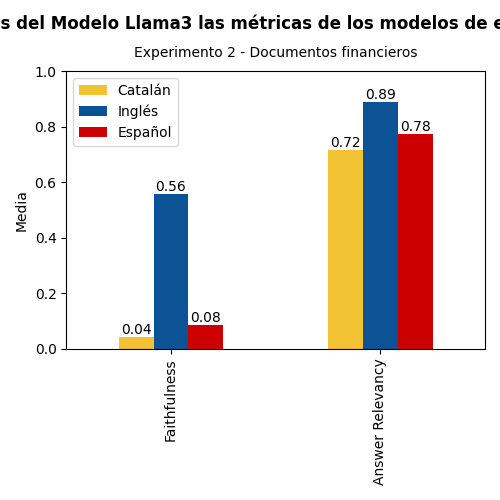 s del Modelo Llama3 las métricas de los modelos de e
Experimento 2 - Documentos financieros
1.0
0.8
0.6
0.4
0.2
0.0
Media
Catalán
Inglés
Español
0.04
0.56
0.08
0.72
0.89
0.78
Faithfulness
Answer Relevancy